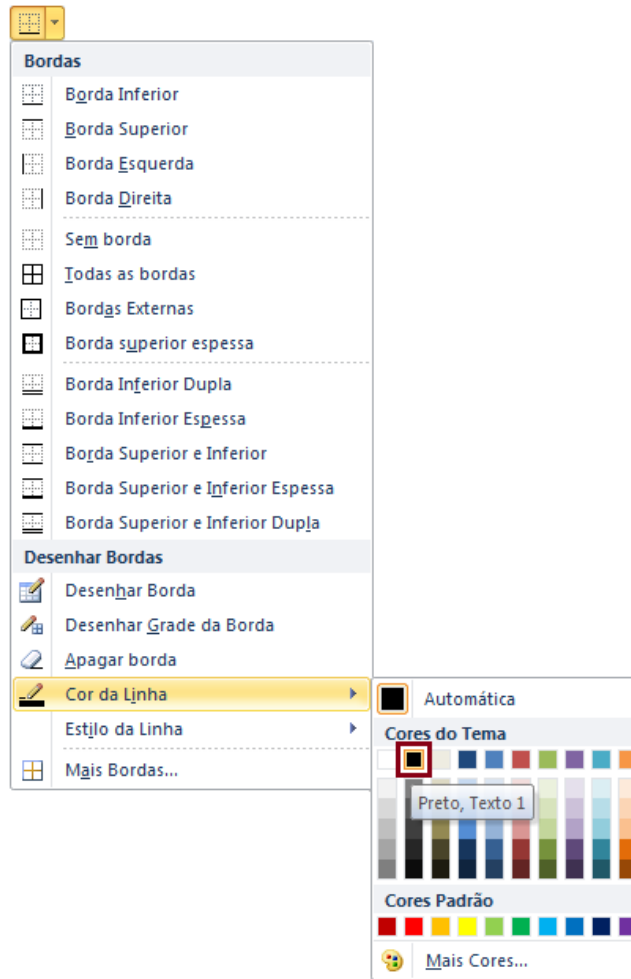 Bordas
Borda Inferior
Borda Superior
Borda Esquerda
Borda Direita
Sem borda
Todas as bordas
Bordas Externas
Borda superior espessa
Borda Inferior Dupla
Borda Inferior Espessa
Borda Superior e Inferior
Borda Superior e Inferior Espessa
Borda Superior e Inferior Dupla
Desenhar Bordas
Desenhar Borda
Desenhar Grade da Borda
Apagar borda
Cor da Linha
Estilo da Linha
Mais Bordas...
Automática
Cores do Tema
Preto, Texto 1
Cores Padrão
Mais Cores...